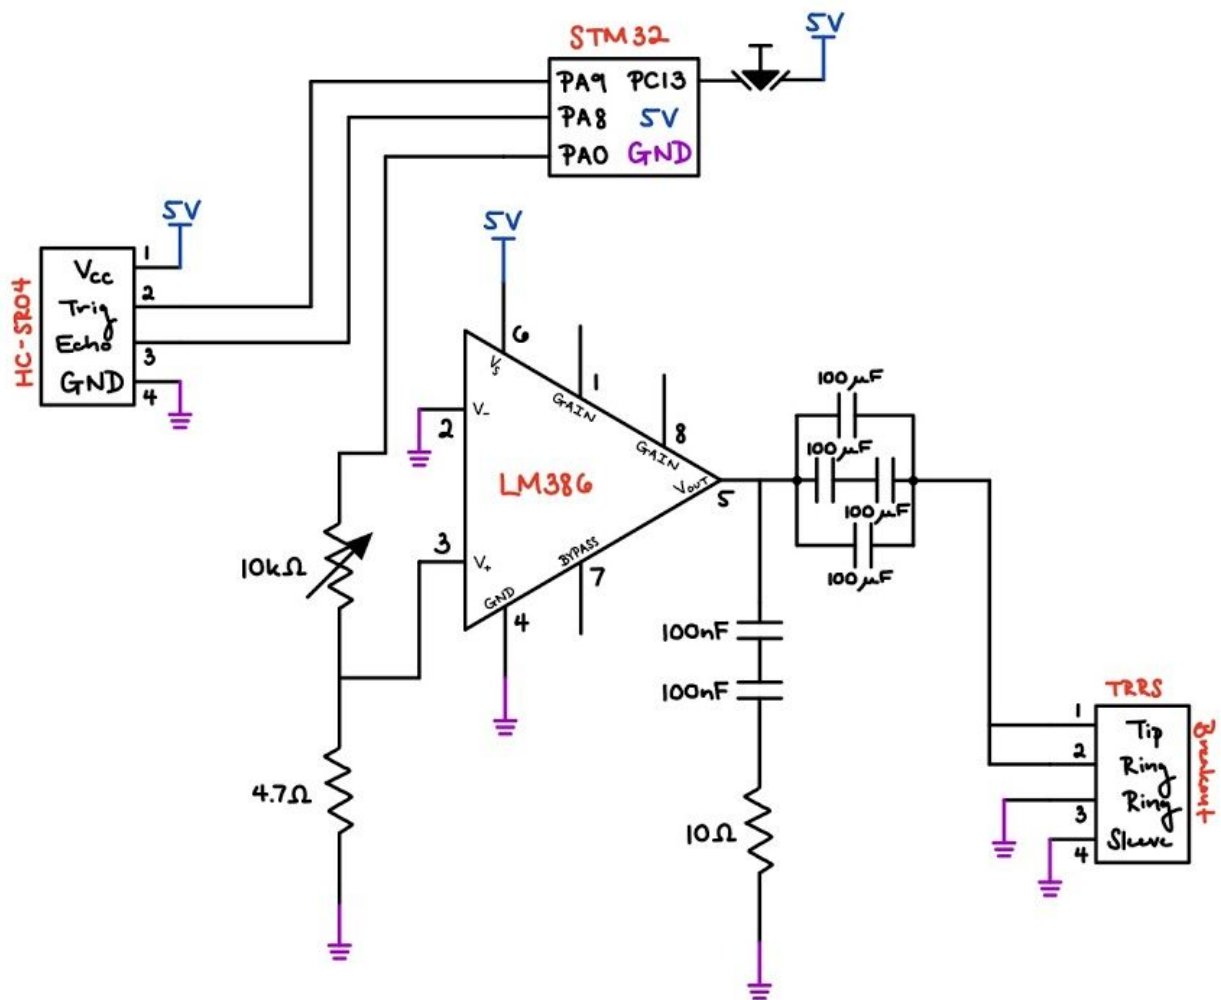 STM32
5V
PA9 PC13
PA8 5V
PA0 GND
5V
HC-SR04
Vcc 1
Trig 2
Echo 3
GND 4
5V
6
Vs
1
GAIN
8
GAIN
2 V-
LM386
VOUT 5
3 V+
BYPASS
7
GND
4
100μF
100μF
100μF
100μF
10kΩ
4.7Ω
100nF
100nF
10Ω
TRRS
Breakout
1 Tip
2 Ring
3 Ring
4 Sleeve